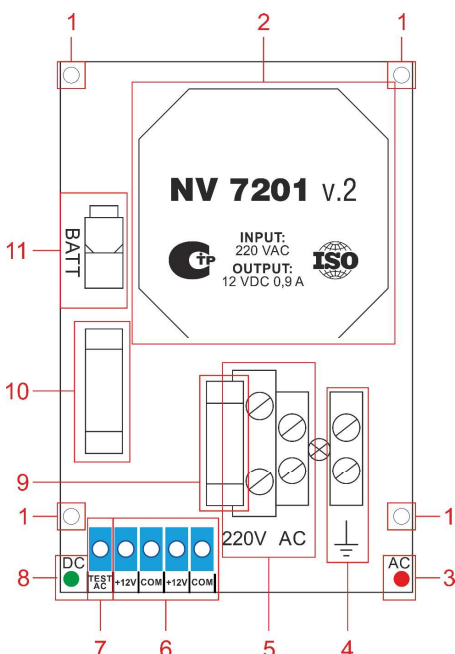 1
2
1
NV 7201 v.2
INPUT:
220 VAC
OUTPUT:
12 VDC 0,9 A
СТР
ISO
11
BATT
10
9
1
1
220V AC
DC
8
TEST
AC
+12V
COM
+12V
COM
AC
3
7
6
5
4